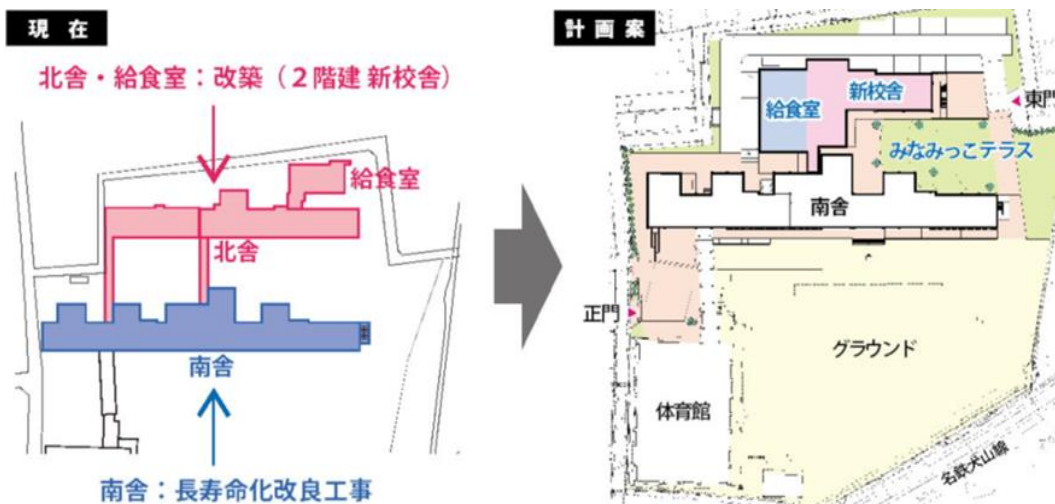 現在
北舎・給食室：改築（２階建 新校舎）
給食室
北舎
南舎
南舎：長寿命化改良工事
計画案
新校舎
給食室
東門
みなみっこテラス
南舎
正門
グラウンド
体育館
名鉄犬山線